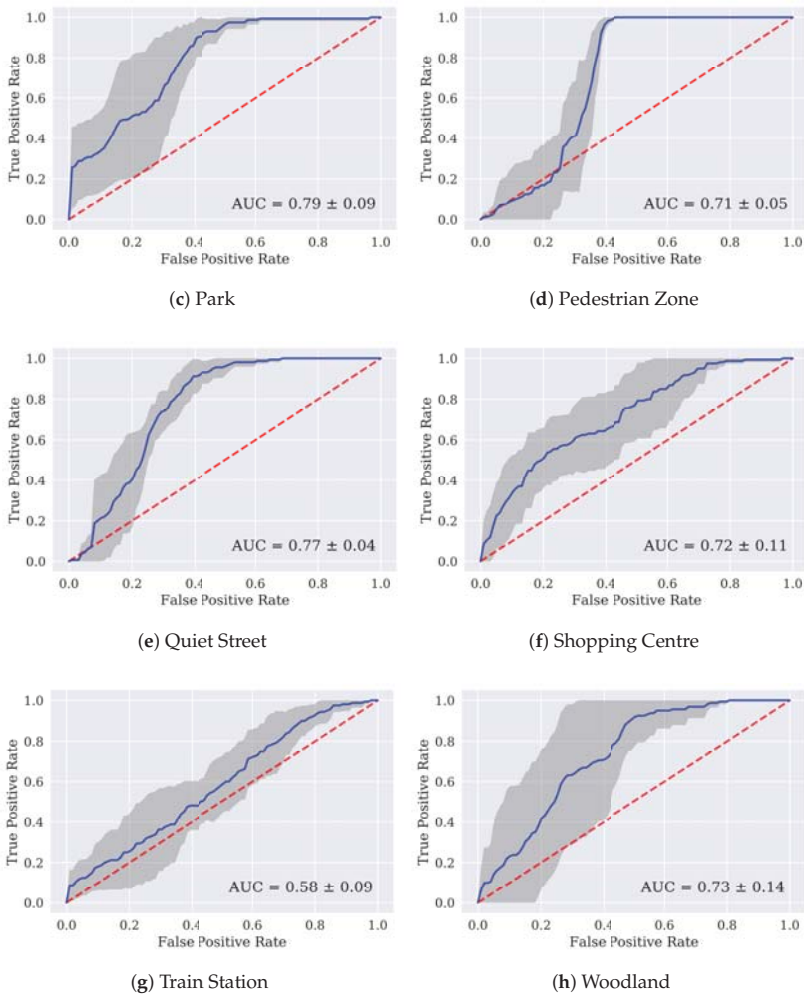 1.0
0.8
0.6
0.4
0.2
0.0
True Positive Rate
AUC = 0.79 ± 0.09
0.0 0.2 0.4 0.6 0.8 1.0
False Positive Rate
(c) Park
1.0
0.8
0.6
0.4
0.2
0.0
True Positive Rate
AUC = 0.71 ± 0.05
0.0 0.2 0.4 0.6 0.8 1.0
False Positive Rate
(d) Pedestrian Zone
1.0
0.8
0.6
0.4
0.2
0.0
True Positive Rate
AUC = 0.77 ± 0.04
0.0 0.2 0.4 0.6 0.8 1.0
False Positive Rate
(e) Quiet Street
1.0
0.8
0.6
0.4
0.2
0.0
True Positive Rate
AUC = 0.72 ± 0.11
0.0 0.2 0.4 0.6 0.8 1.0
False Positive Rate
(f) Shopping Centre
1.0
0.8
0.6
0.4
0.2
0.0
True Positive Rate
AUC = 0.58 ± 0.09
0.0 0.2 0.4 0.6 0.8 1.0
False Positive Rate
(g) Train Station
1.0
0.8
0.6
0.4
0.2
0.0
True Positive Rate
AUC = 0.73 ± 0.14
0.0 0.2 0.4 0.6 0.8 1.0
False Positive Rate
(h) Woodland